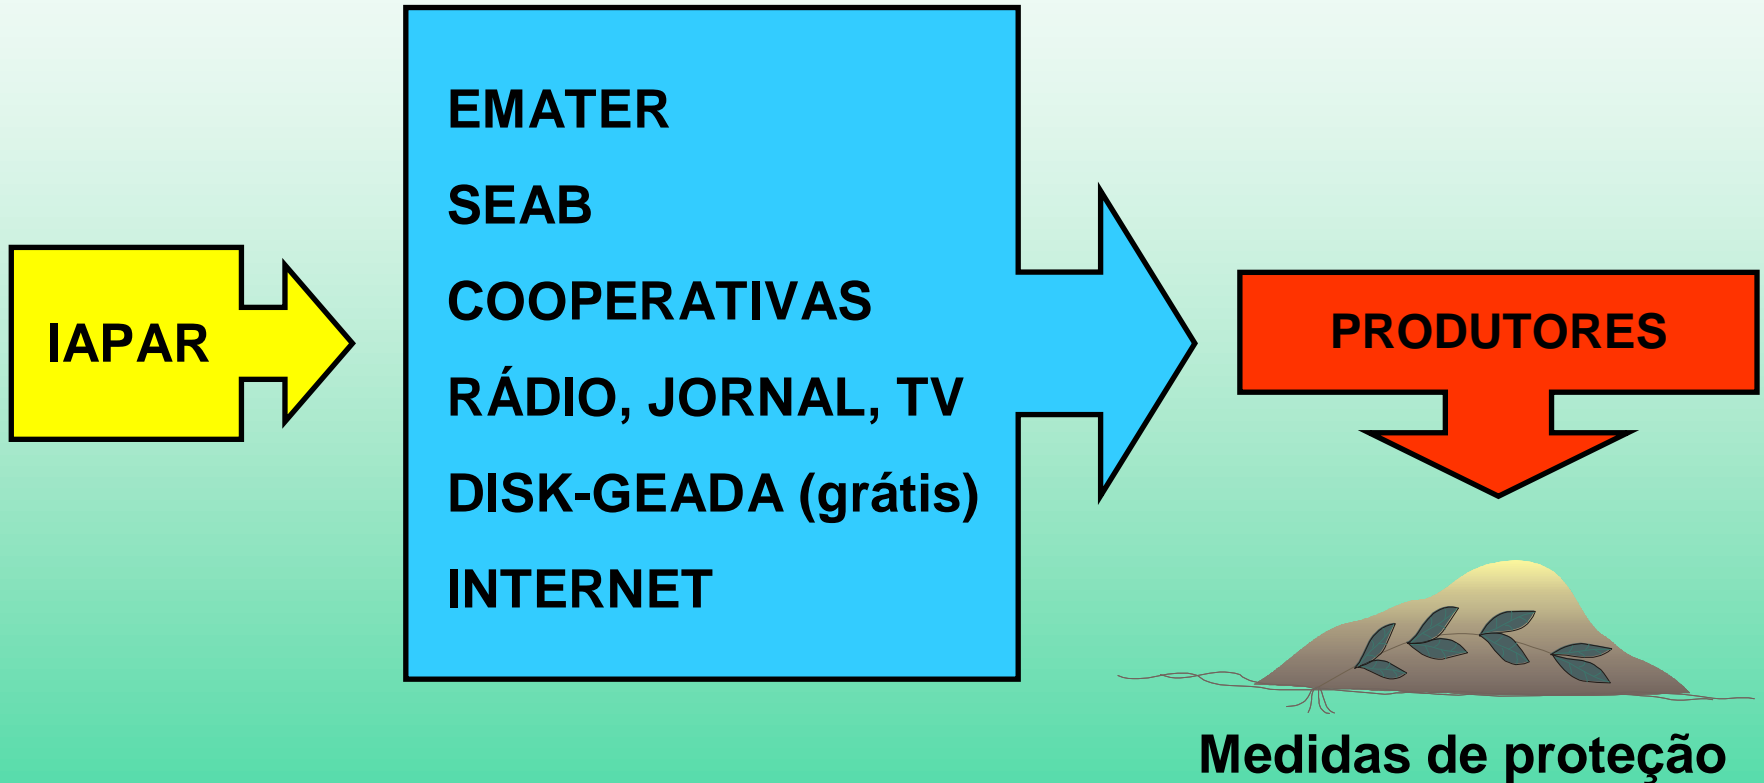 IAPAR
EMATER
SEAB
COOPERATIVAS
RÁDIO, JORNAL, TV
DISK-GEADA (grátis)
INTERNET
PRODUTORES
Medidas de proteção